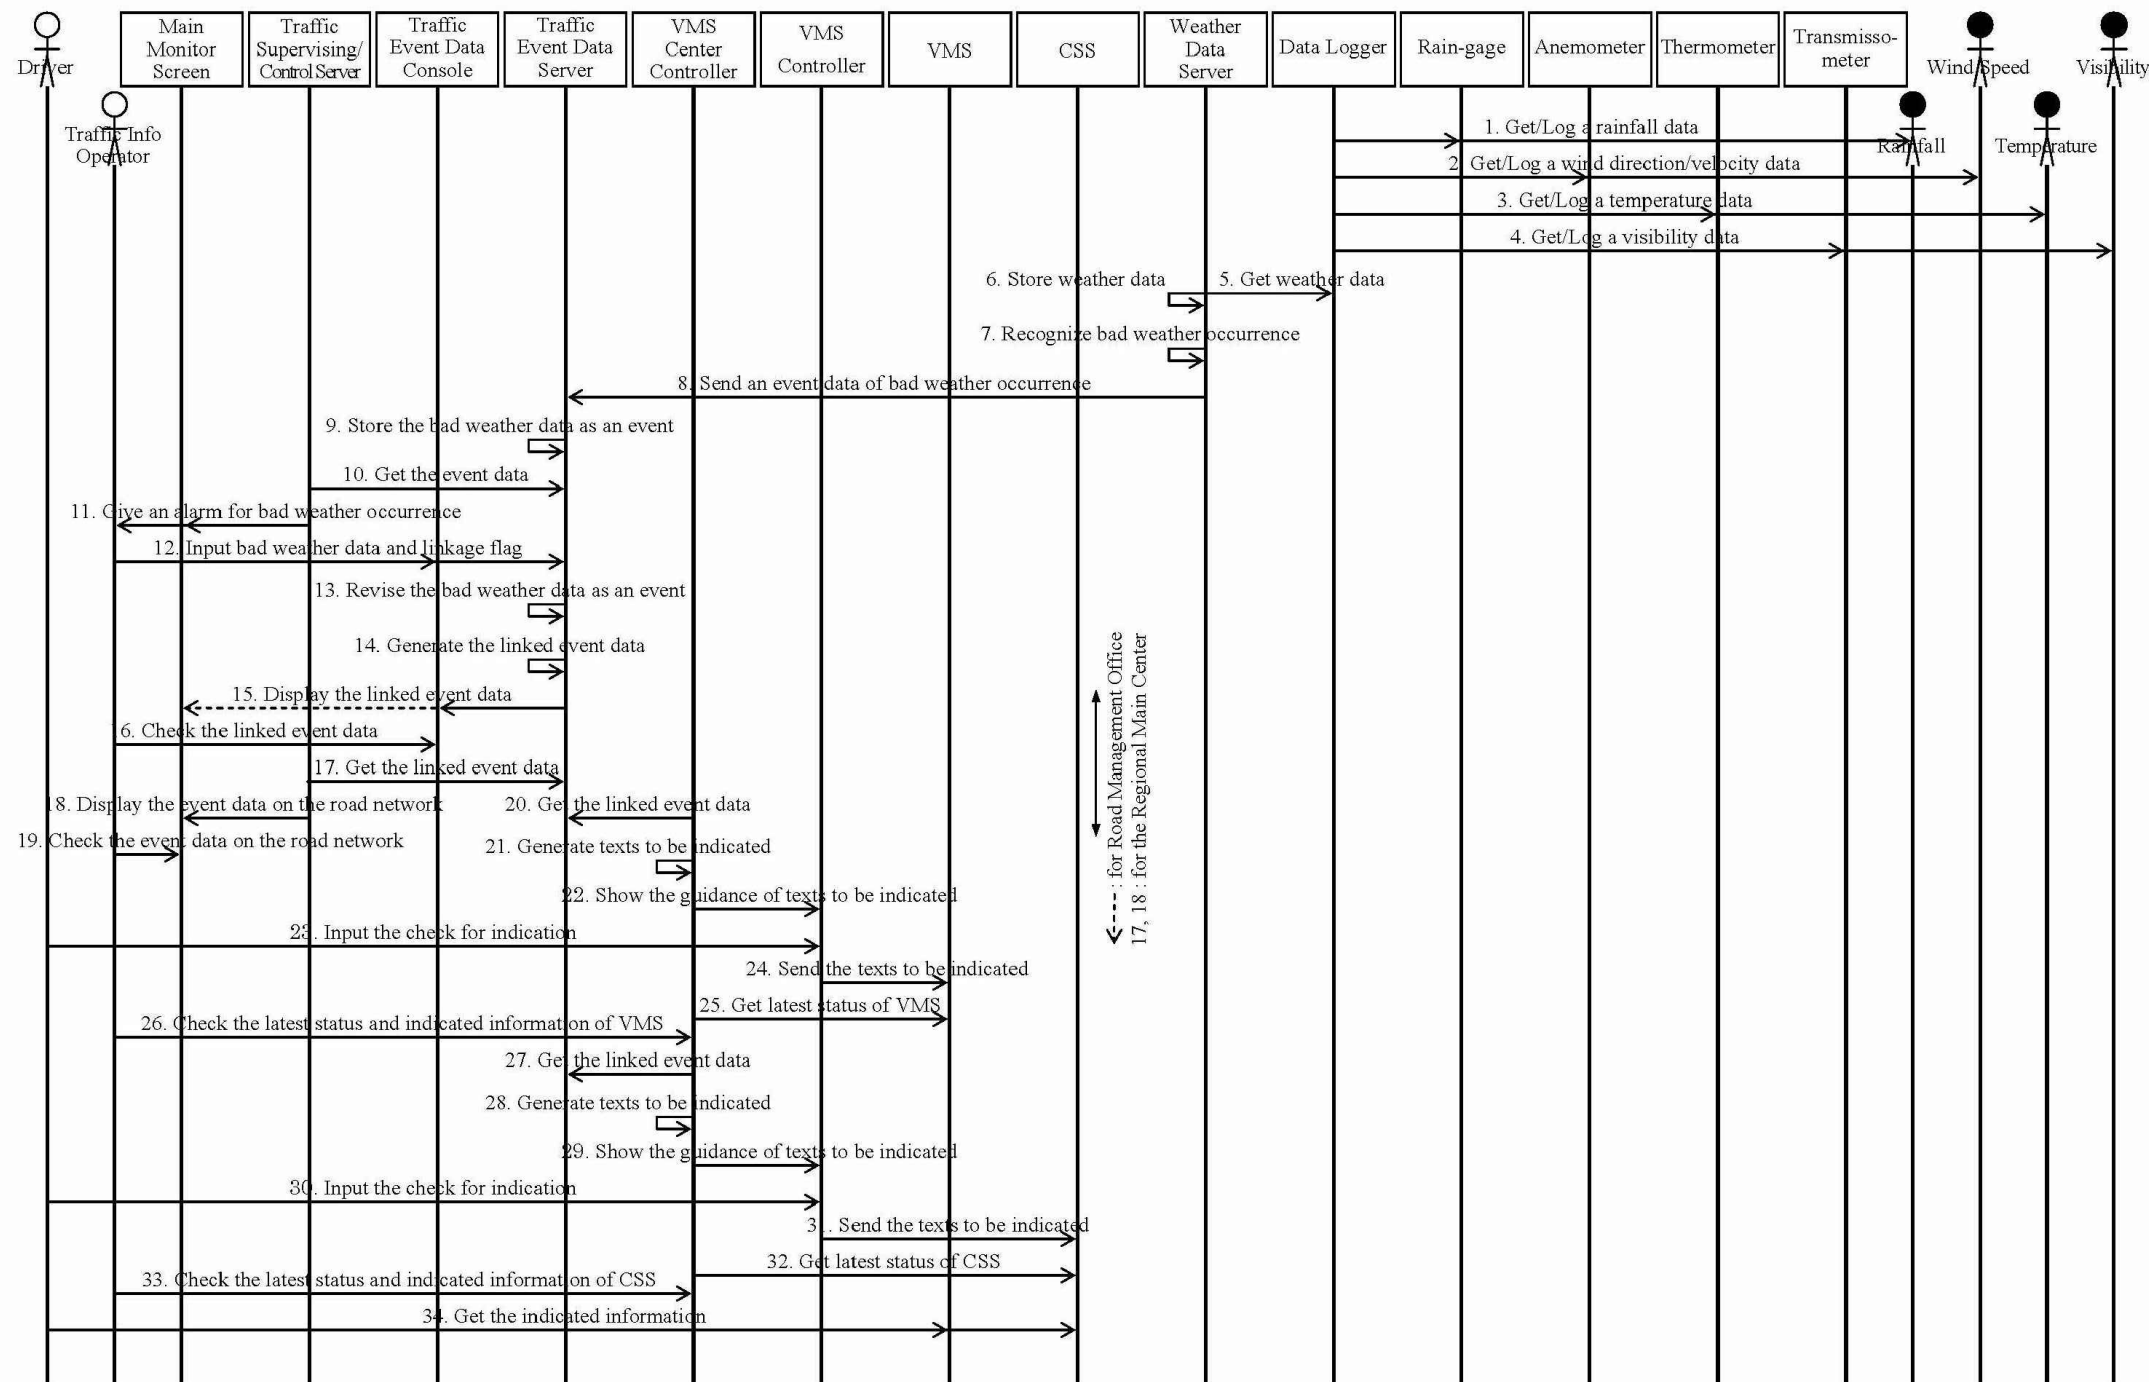 Driver
Main
Monitor
Screen
Traffic
Supervising/
Control Server
Traffic
Event Data
Console
Traffic
Event Data
Server
VMS
Center
Controller
VMS
Controller
VMS
CSS
Weather
Data
Server
Data Logger
Rain-gage
Anemometer
Thermometer
Transmisso-
meter
Wind Speed
Visibility
Traffic Info
Operator
Rainfall
Temperature
1. Get/Log a rainfall data
2. Get/Log a wind direction/velocity data
3. Get/Log a temperature data
4. Get/Log a visibility data
6. Store weather data
5. Get weather data
7. Recognize bad weather occurrence
8. Send an event data of bad weather occurrence
9. Store the bad weather data as an event
10. Get the event data
11. Give an alarm for bad weather occurrence
12. Input bad weather data and linkage flag
13. Revise the bad weather data as an event
14. Generate the linked event data
15. Display the linked event data
16. Check the linked event data
17. Get the linked event data
18. Display the event data on the road network
20. Get the linked event data
19. Check the event data on the road network
21. Generate texts to be indicated
22. Show the guidance of texts to be indicated
23. Input the check for indication
24. Send the texts to be indicated
25. Get latest status of VMS
26. Check the latest status and indicated information of VMS
27. Get the linked event data
28. Generate texts to be indicated
29. Show the guidance of texts to be indicated
30. Input the check for indication
31. Send the texts to be indicated
32. Get latest status of CSS
33. Check the latest status and indicated information of CSS
34. Get the indicated information
: for Road Management Office
17, 18 : for the Regional Main Center